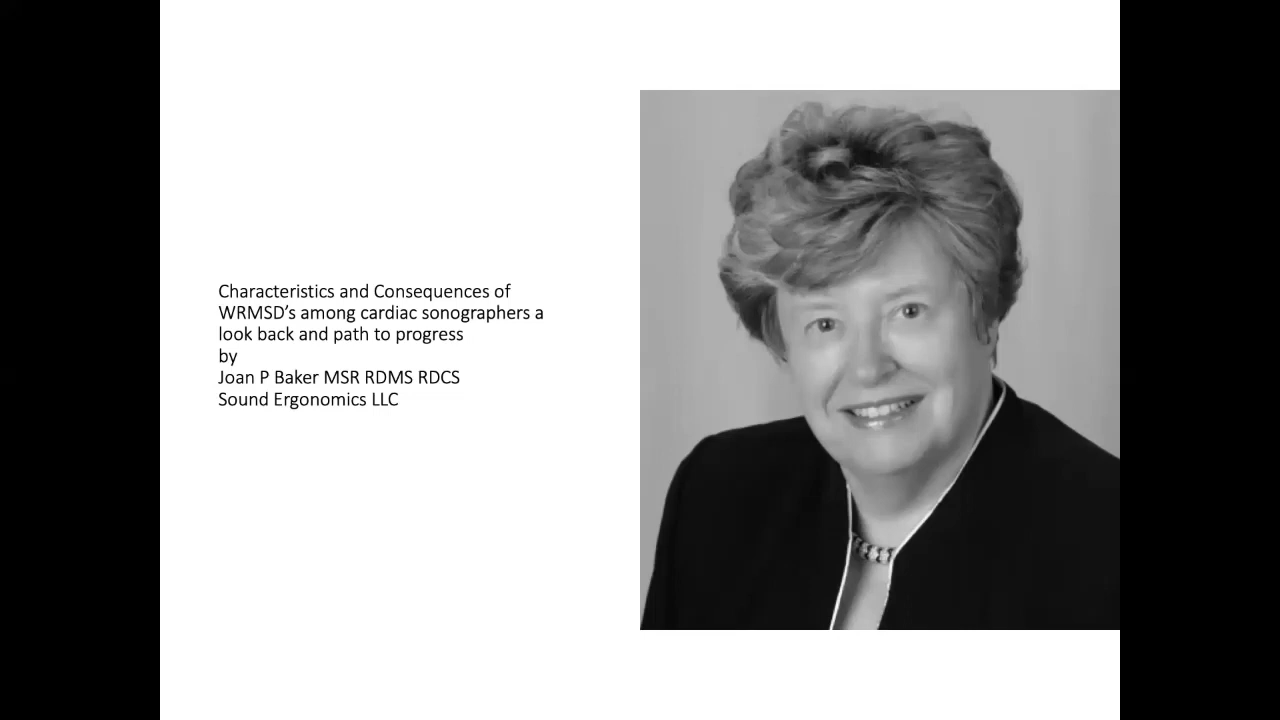 Characteristics and Consequences of
WRMSD’s among cardiac sonographers a
look back and path to progress
by
Joan P Baker MSR RDMS RDCS
Sound Ergonomics LLC